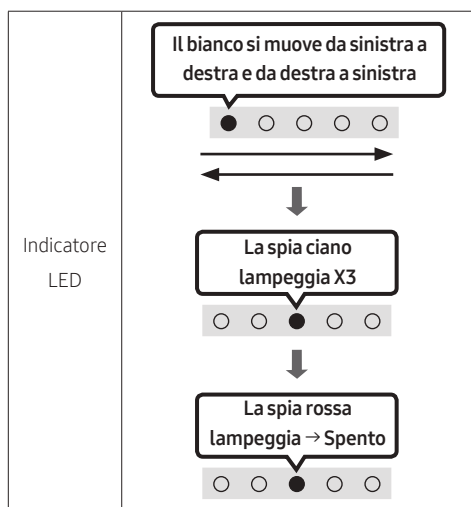 Il bianco si muove da sinistra a
destra e da destra a sinistra
Indicatore
LED
La spia ciano
lampeggia X3
La spia rossa
lampeggia → Spento